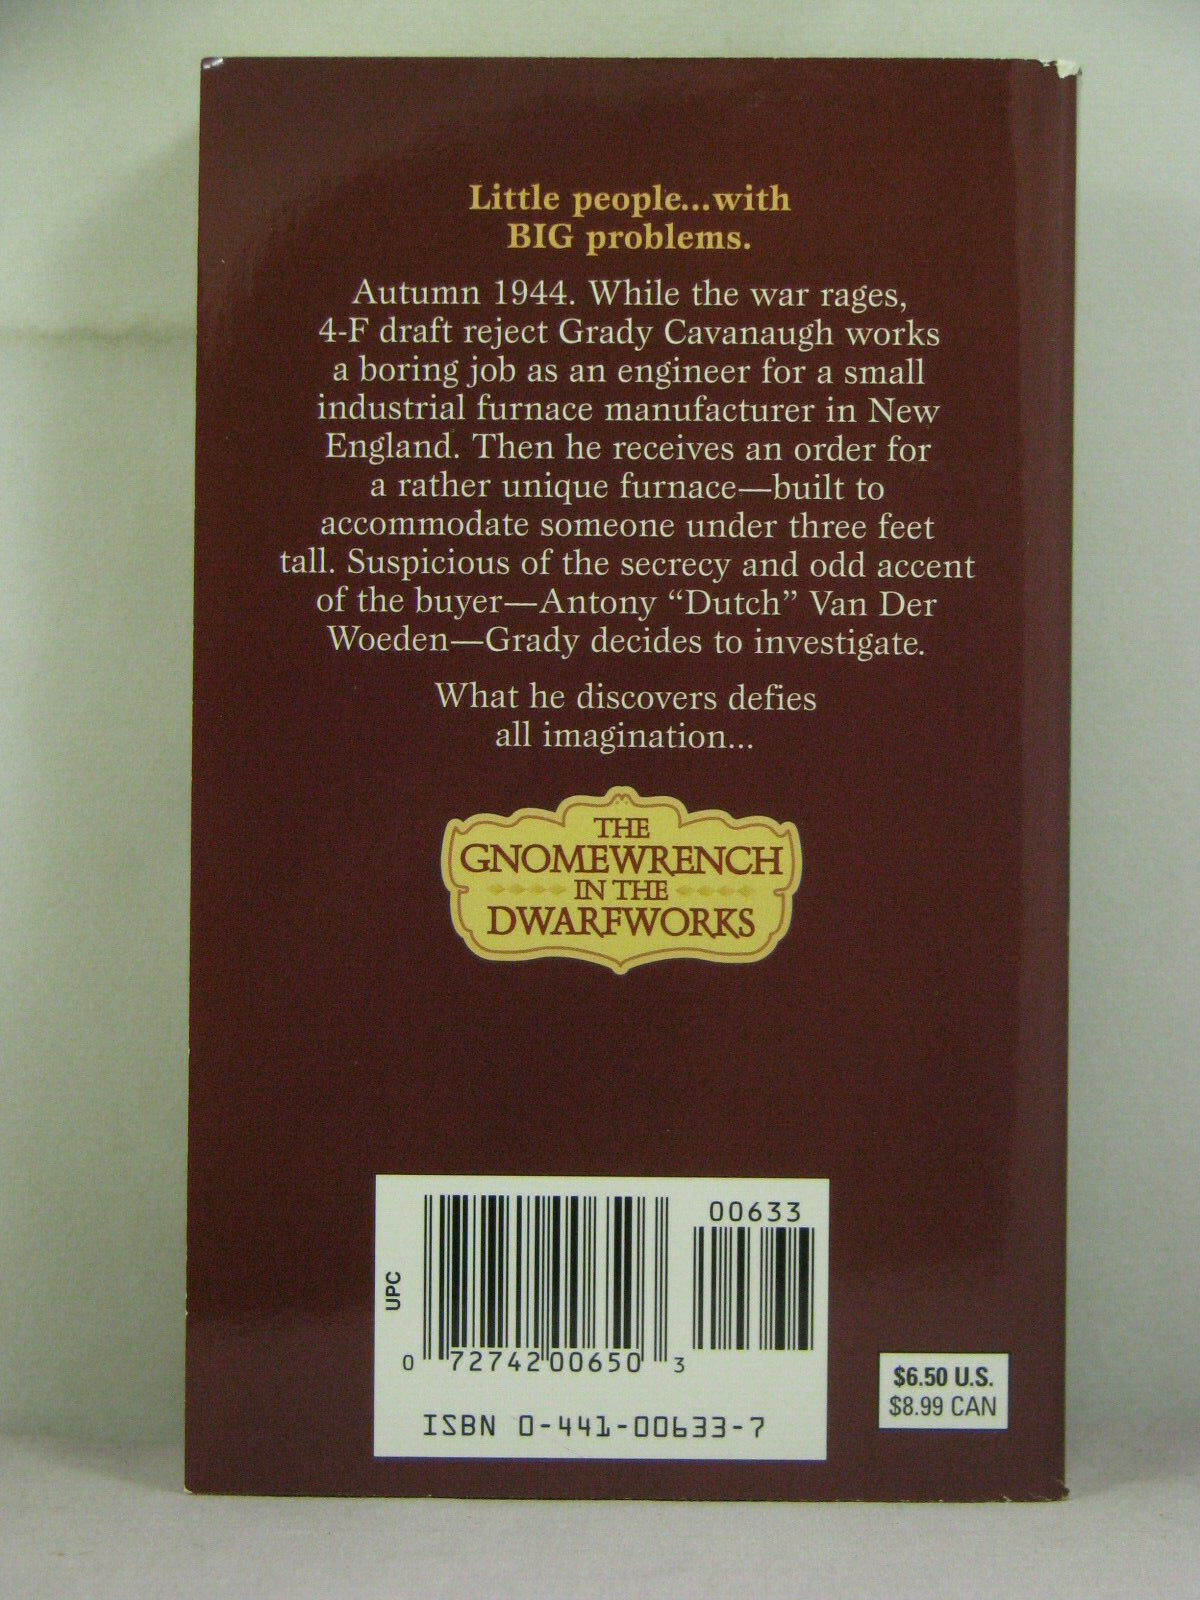 Little people...with
BIG problems.
Autumn 1944. While the war rages,
4-F draft reject Grady Cavanaugh works
a boring job as an engineer for a small
industrial furnace manufacturer in New
England. Then he receives an order for
a rather unique furnace—built to
accommodate someone under three feet
tall. Suspicious of the secrecy and odd accent
of the buyer—Antony “Dutch” Van Der
Woeden—Grady decides to investigate.
What he discovers defies
all imagination...
THE
GNOMEWRENCH
IN THE
DWARFWORKS
00633
UPC
0 72742 00650 3
ISBN 0-441-00633-7
$6.50 U.S.
$8.99 CAN